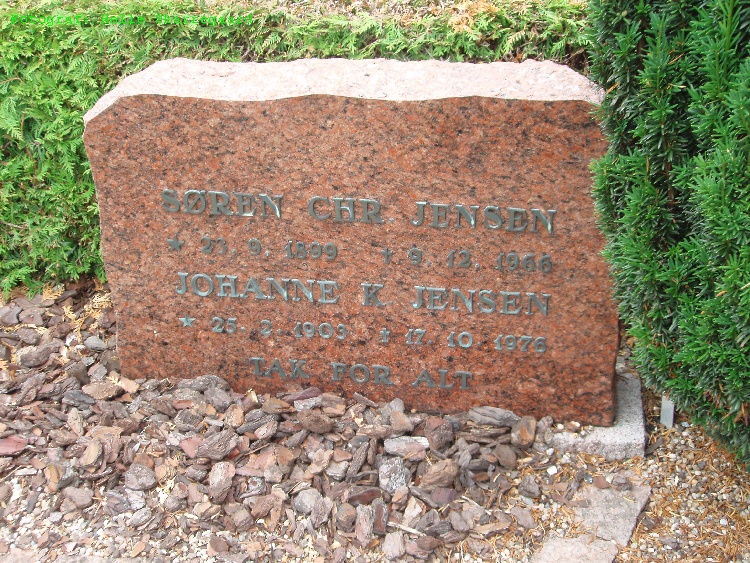 SØREN CHR JENSEN
★ 23. 9. 1899 † 9. 12. 1966
JOHANNE K JENSEN
★ 25. 2. 1903 † 17. 10. 1976
TAK FOR ALT